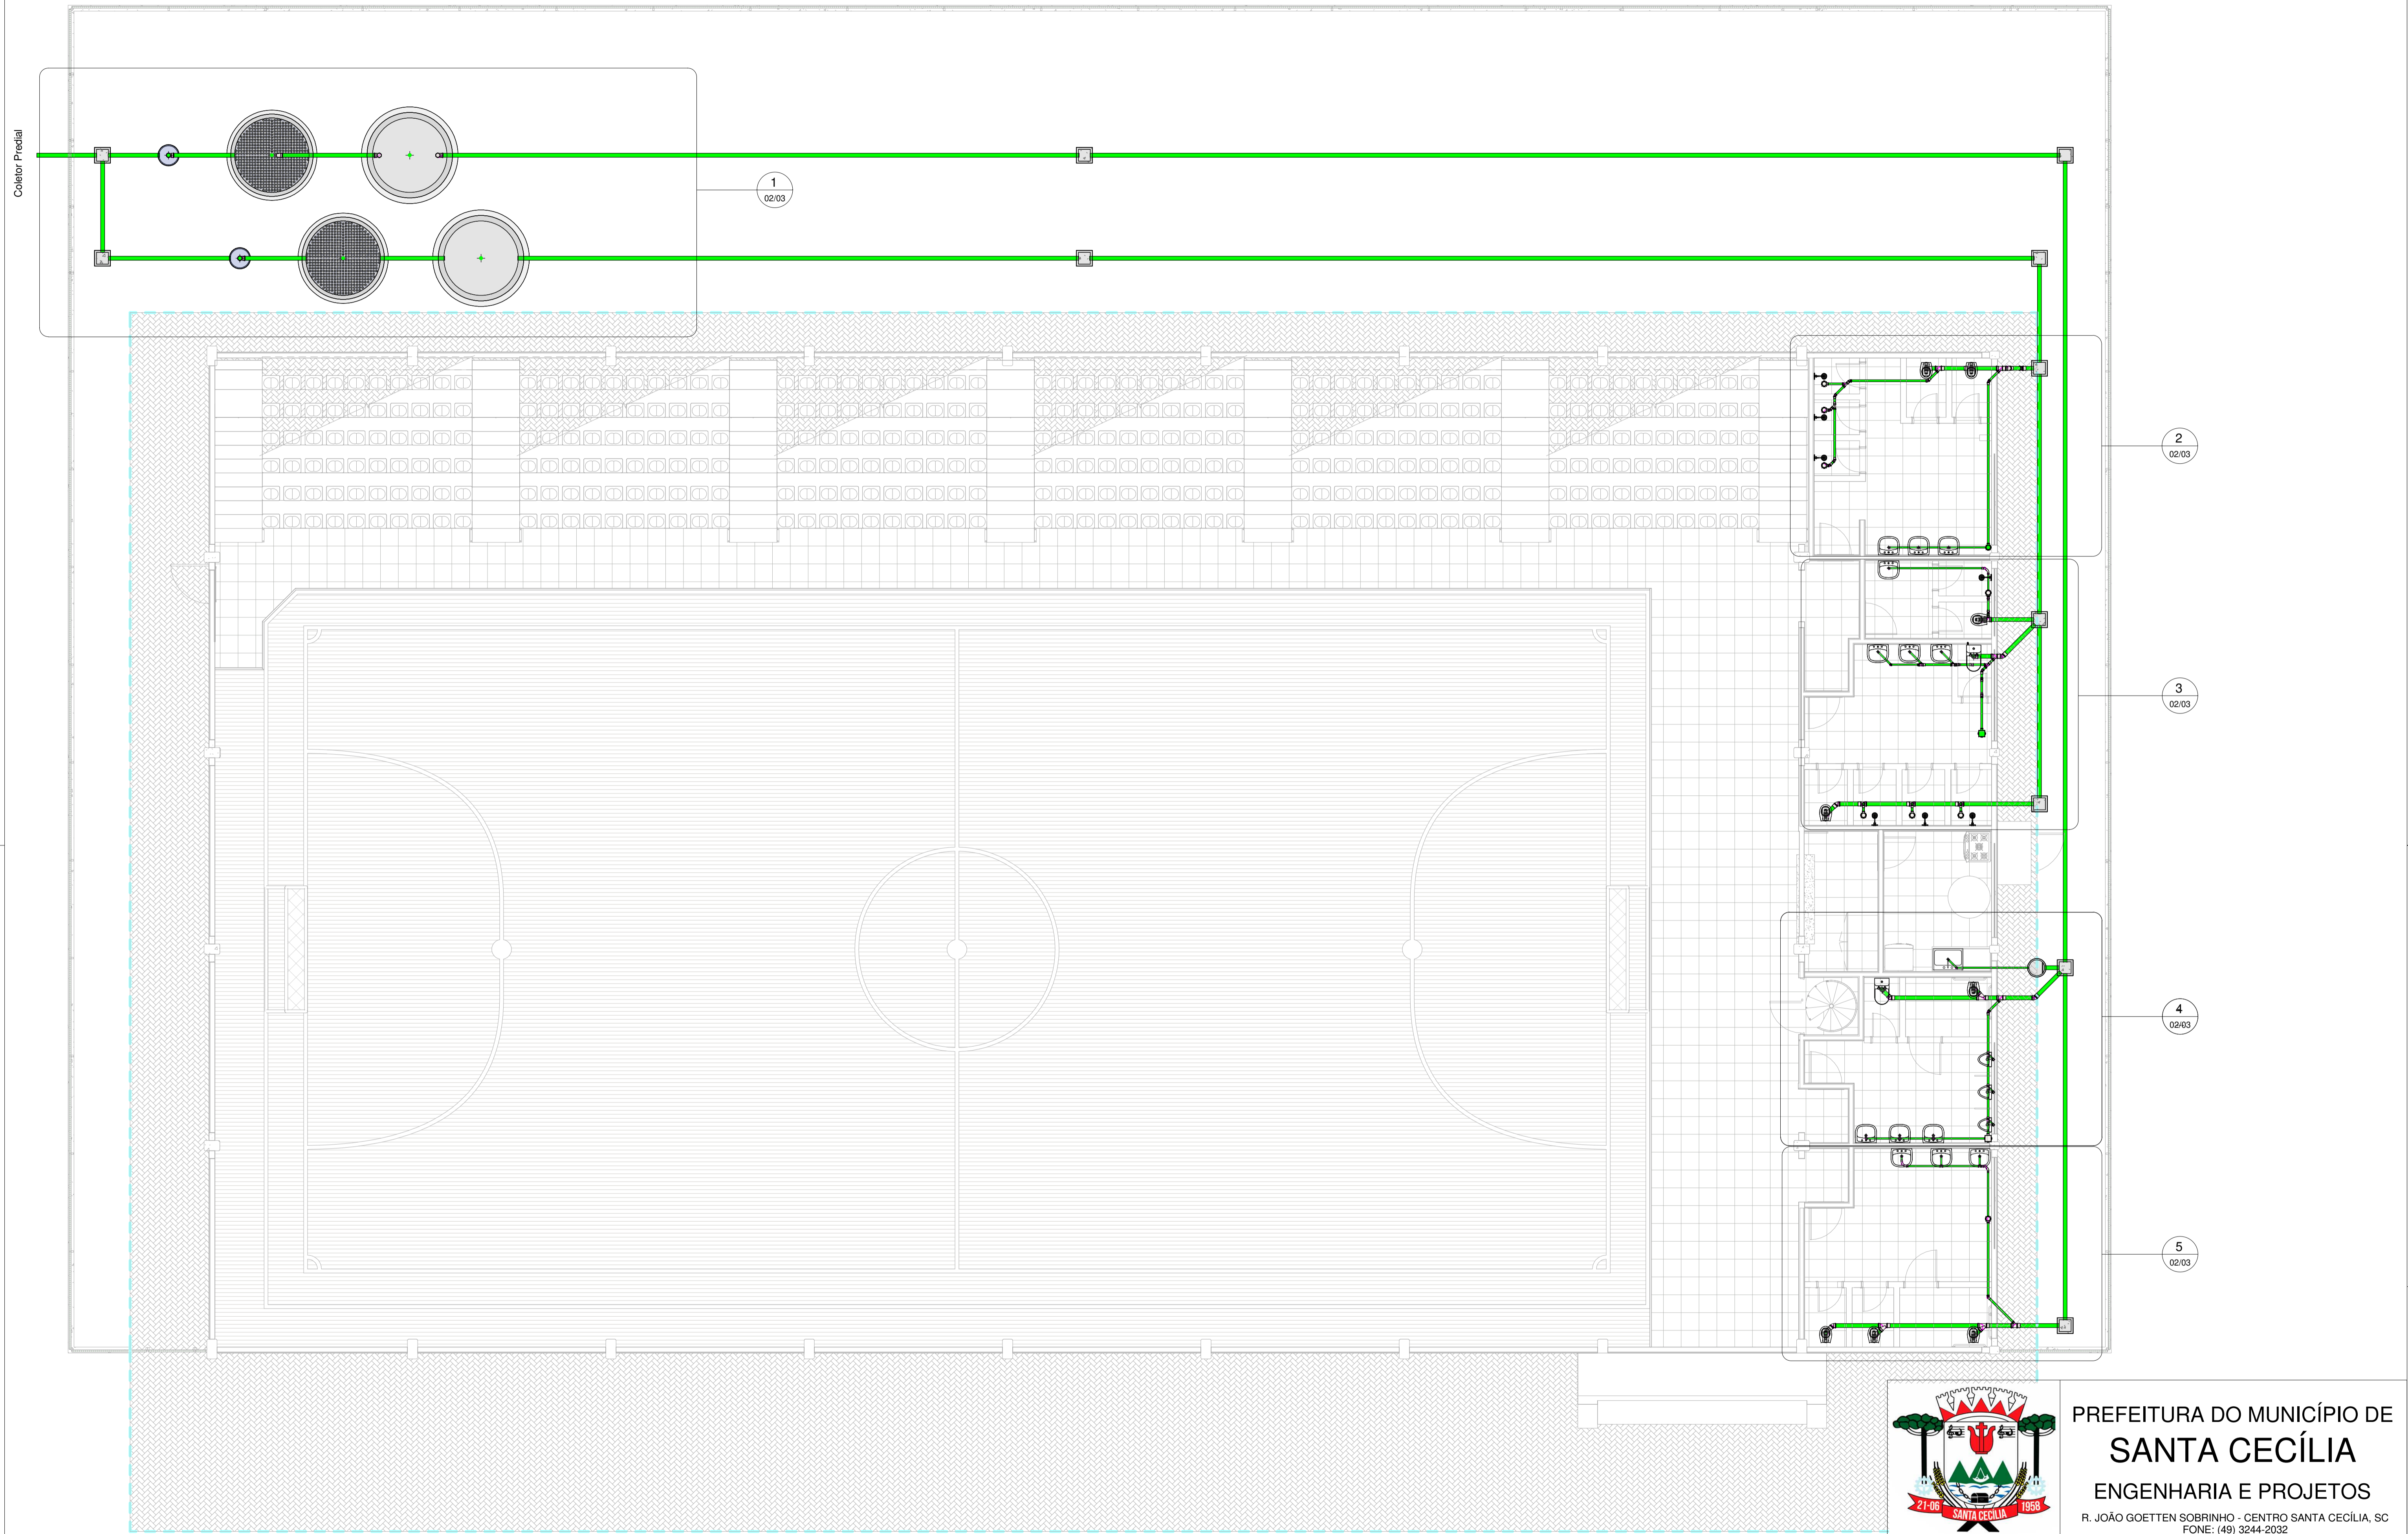 Coletor Predial
1
02/03
2
02/03
3
02/03
4
02/03
5
02/03
21-06
SANTA CECÍLIA
1958
PREFEITURA DO MUNICÍPIO DE
SANTA CECÍLIA
ENGENHARIA E PROJETOS
R. JOÃO GOETTEN SOBRINHO - CENTRO SANTA CECÍLIA, SC
FONE: (49) 3244-2032